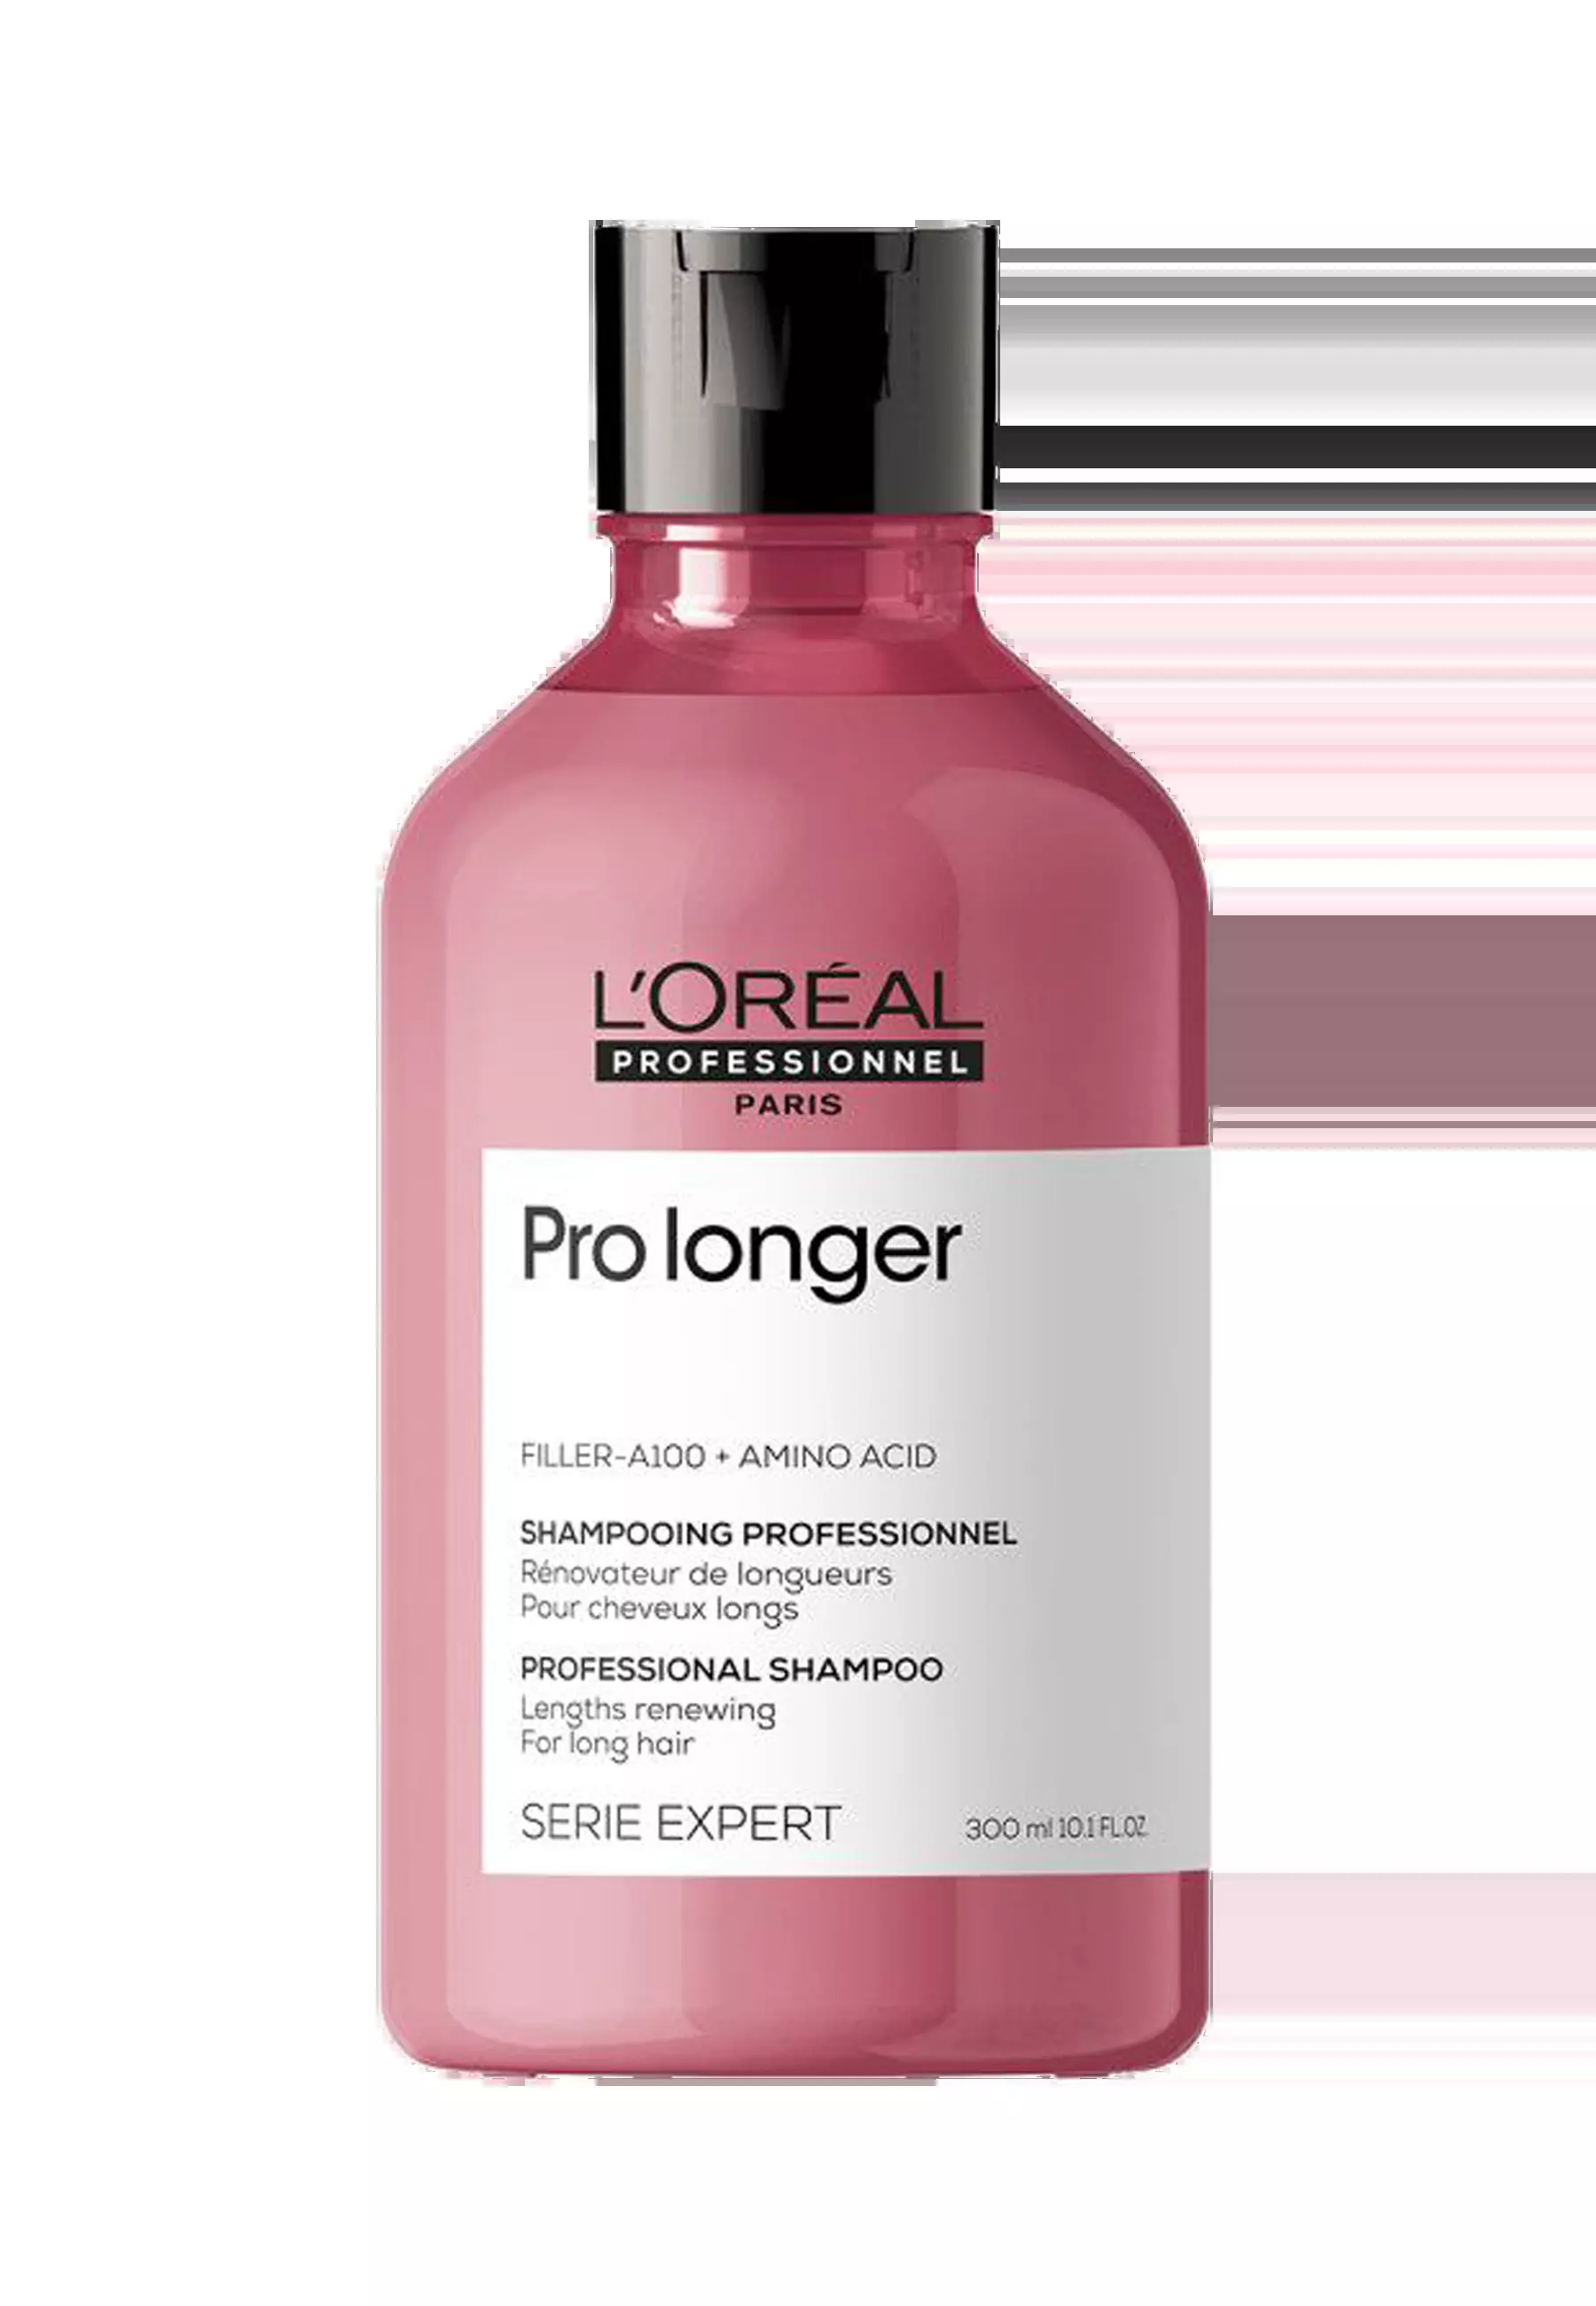 L'ORÉAL
PROFESSIONNEL
PARIS
Pro longer
FILLER-A100 + AMINO ACID
SHAMPOOING PROFESSIONNEL
Rénovateur de longueurs
Pour cheveux longs
PROFESSIONAL SHAMPOO
Lengths renewing
For long hair
SERIE EXPERT
300 ml 10.1 FL.OZ.